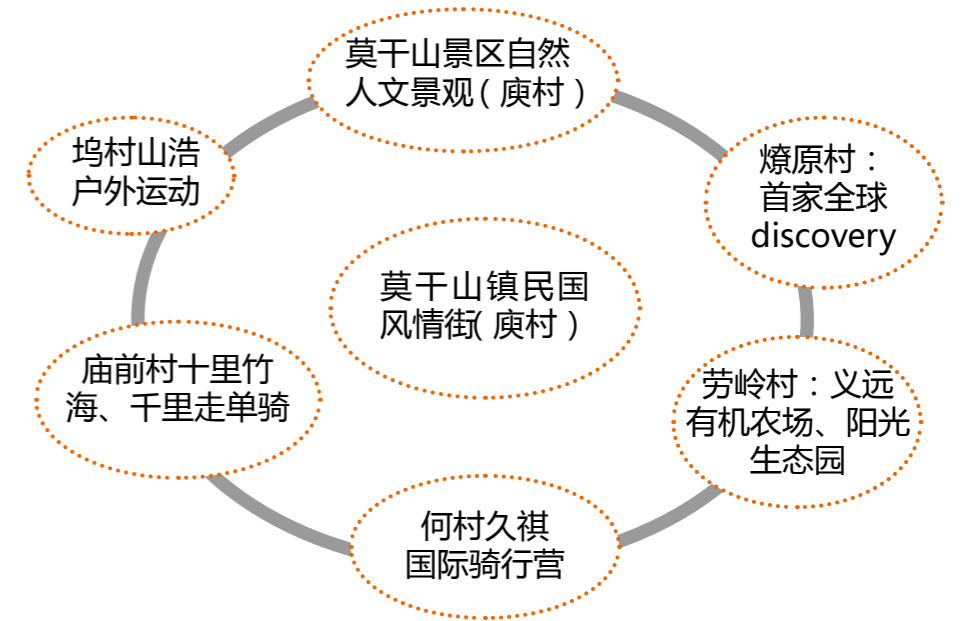 莫干山景区自然
人文景观（庾村）
燎原村：
首家全球
discovery
劳岭村：义远
有机农场、阳光
生态园
何村久祺
国际骑行营
庙前村十里竹
海、千里走单骑
坞村山浩
户外运动
莫干山镇民国
风情街（庾村）